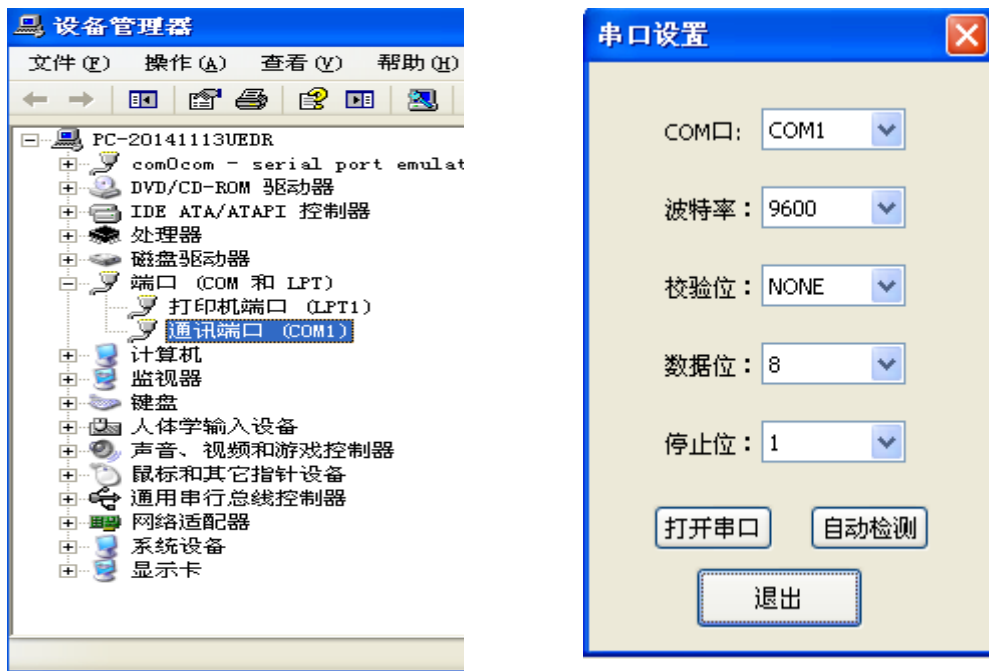 设备管理器
文件(F) 操作(A) 查看(V) 帮助(H)
PC-20141113UEDR
com0com - serial port emulat
DVD/CD-ROM 驱动器
IDE ATA/ATAPI 控制器
处理器
磁盘驱动器
端口 (COM 和 LPT)
打印机端口 (LPT1)
通讯端口 (COM1)
计算机
监视器
键盘
人体学输入设备
声音、视频和游戏控制器
鼠标和其它指针设备
通用串行总线控制器
网络适配器
系统设备
显示卡
串口设置
COM口: COM1
波特率: 9600
校验位: NONE
数据位: 8
停止位: 1
打开串口 自动检测
退出